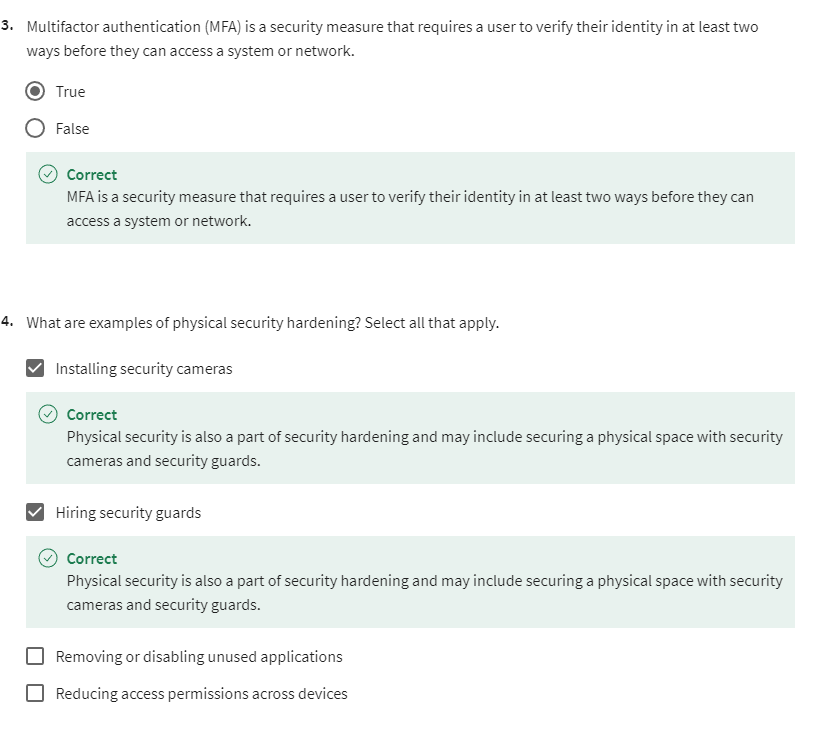 3. Multifactor authentication (MFA) is a security measure that requires a user to verify their identity in at least two
ways before they can access a system or network.
True
False
Correct
MFA is a security measure that requires a user to verify their identity in at least two ways before they can
access a system or network.
4. What are examples of physical security hardening? Select all that apply.
Installing security cameras
Correct
Physical security is also a part of security hardening and may include securing a physical space with security
cameras and security guards.
Hiring security guards
Correct
Physical security is also a part of security hardening and may include securing a physical space with security
cameras and security guards.
Removing or disabling unused applications
Reducing access permissions across devices